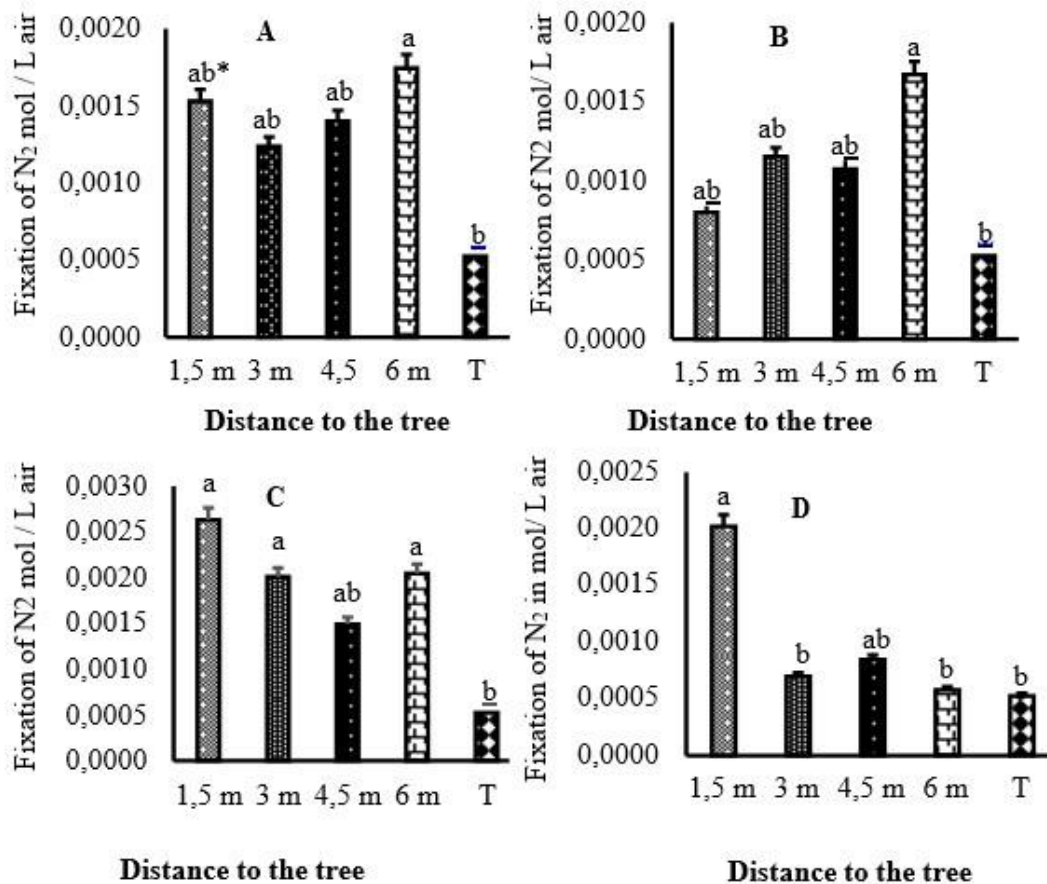 Fixation of N₂ mol / L air
0,0020
0,0015
0,0010
0,0005
0,0000
A
ab*
ab
ab
a
b
1,5 m 3 m 4,5 6 m T
Distance to the tree
Fixation of N2 mol/ L air
0,0020
0,0015
0,0010
0,0005
0,0000
B
ab
ab
ab
a
b
1,5 m 3 m 4,5 m 6 m T
Distance to the tree
Fixation of N2 mol / L air
0,0030
0,0025
0,0020
0,0015
0,0010
0,0005
0,0000
C
a
a
ab
a
b
1,5 m 3 m 4,5 m 6 m T
Distance to the tree
Fixation of N₂ in mol/ L air
0,0025
0,0020
0,0015
0,0010
0,0005
0,0000
D
a
b
ab
b
b
1,5 m 3 m 4,5 m 6 m T
Distance to the tree